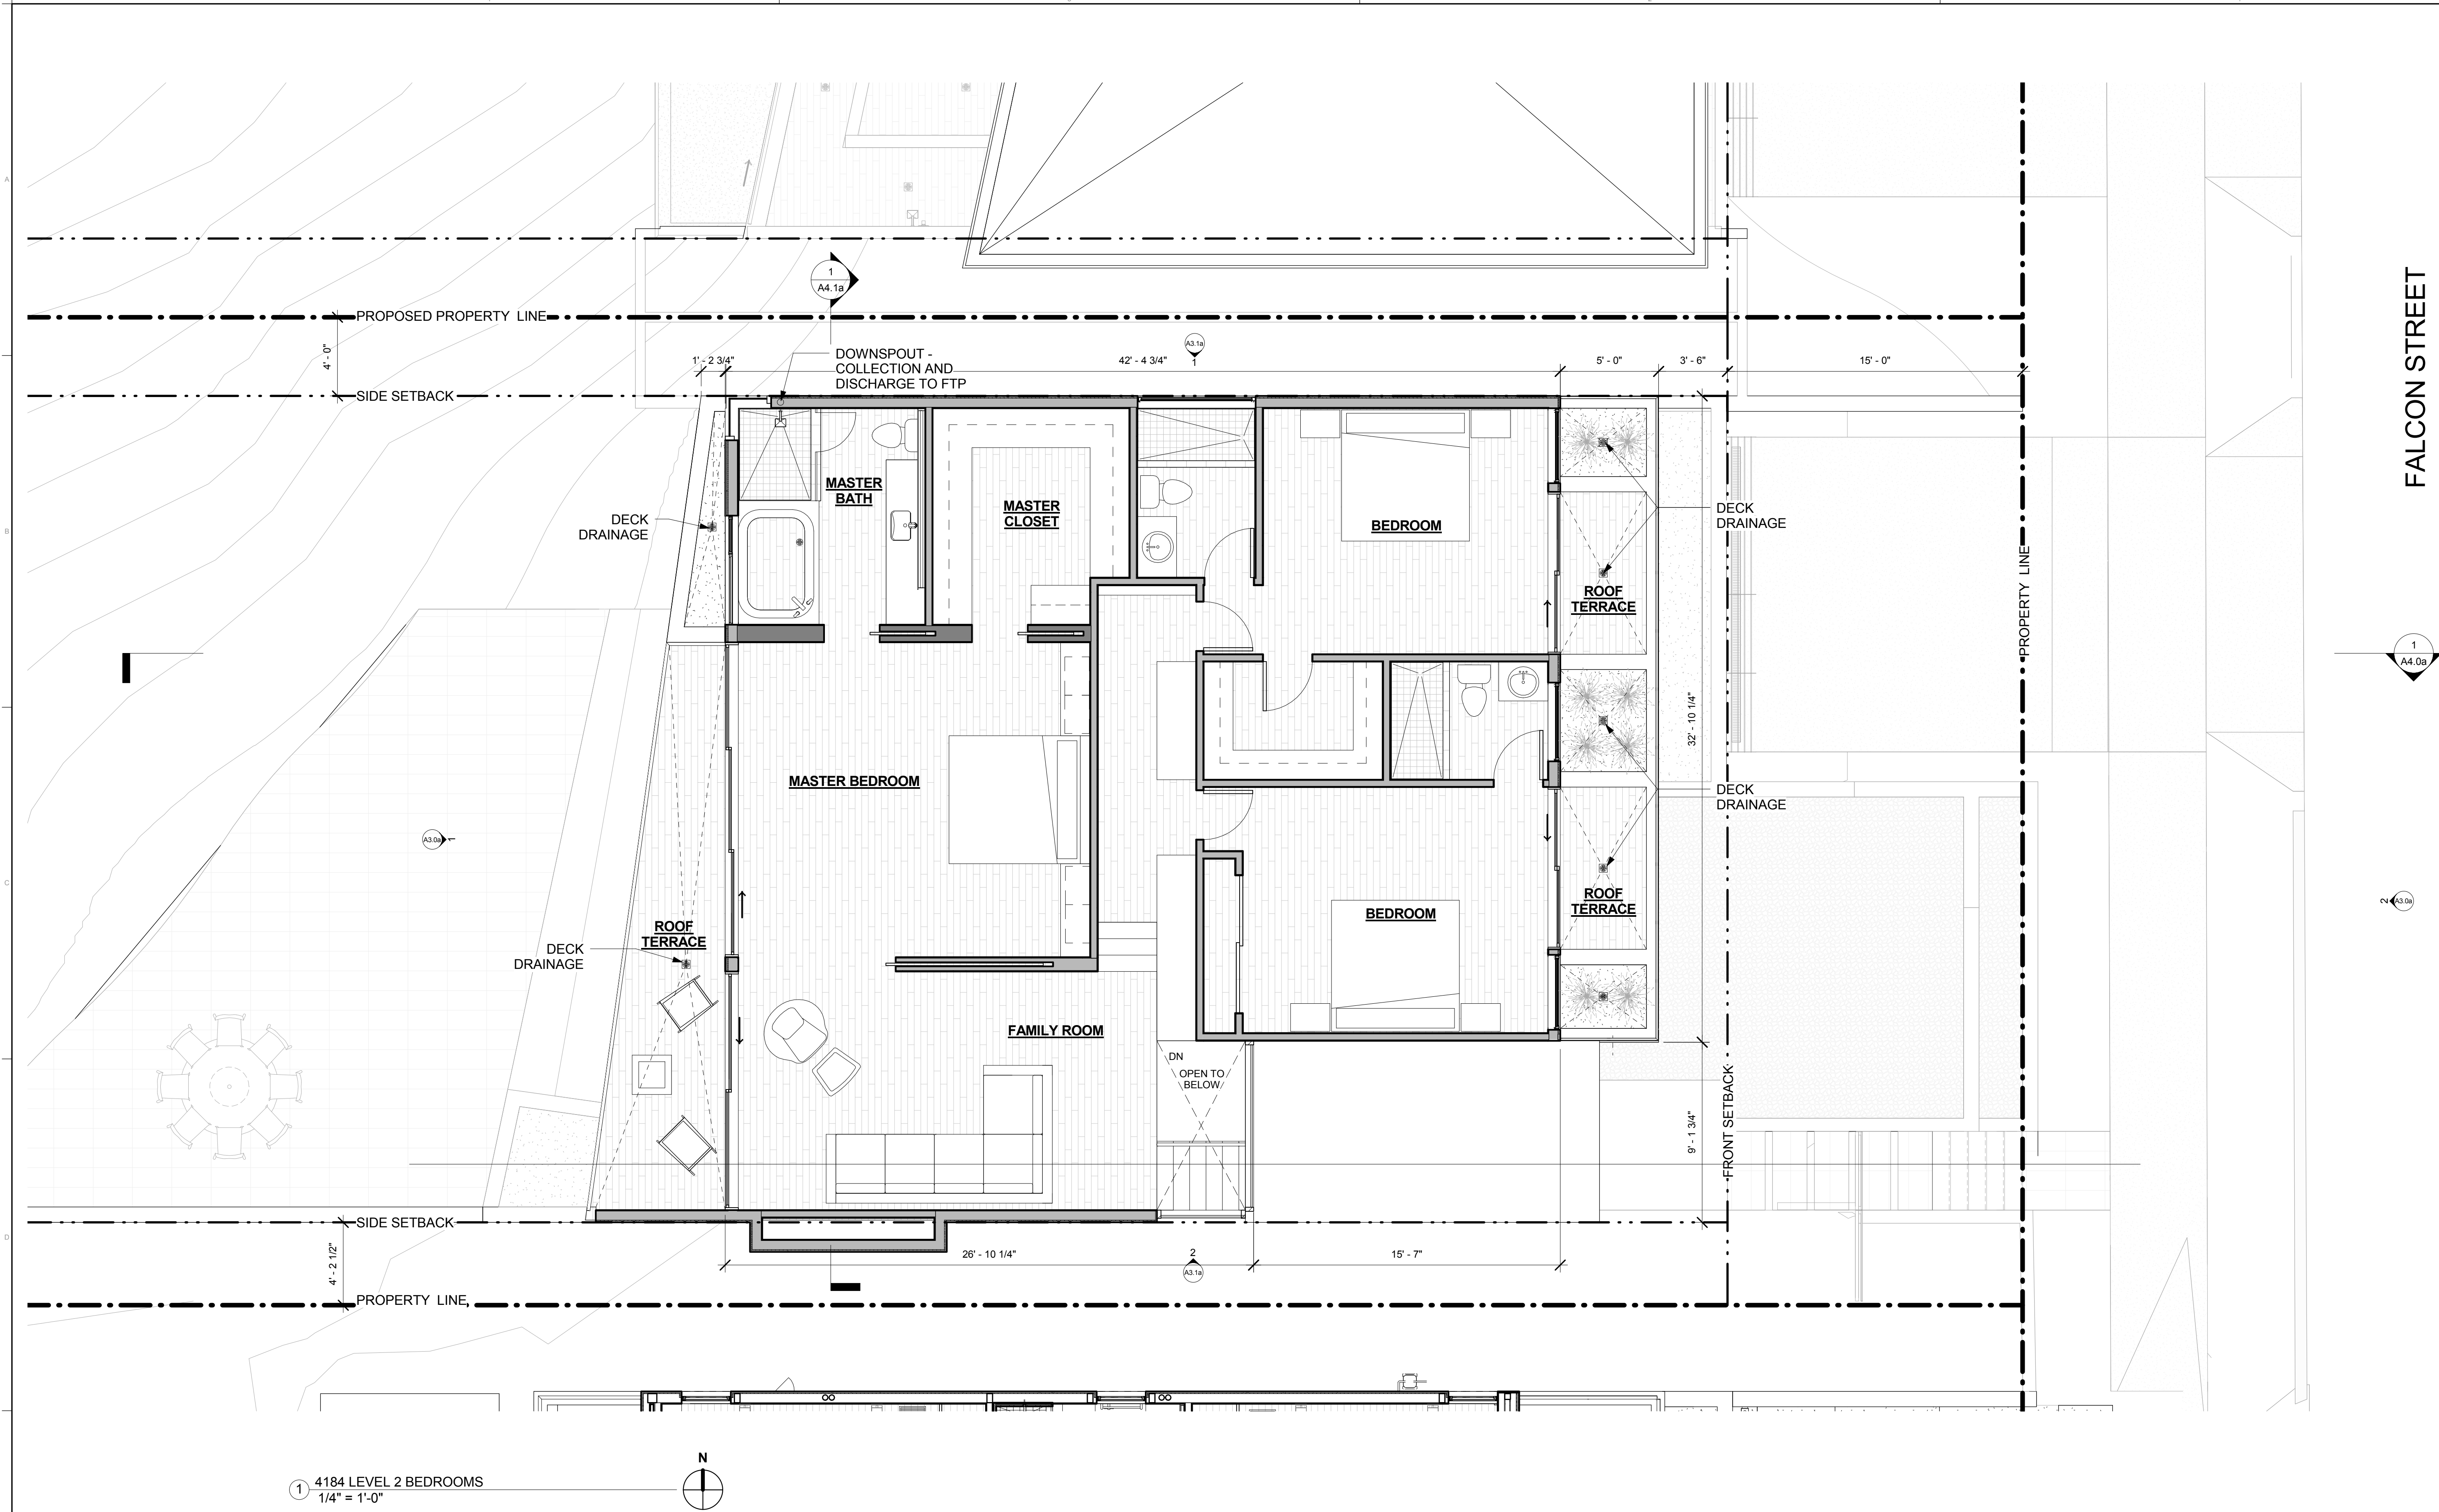 A
B
C
D
FALCON STREET
1
A4.1a
PROPOSED PROPERTY LINE
4' - 0"
SIDE SETBACK
1' - 2 3/4"
DOWNSPOUT -
COLLECTION AND
DISCHARGE TO FTP
42' - 4 3/4"
A3.1a
1
5' - 0"
3' - 6"
15' - 0"
MASTER
BATH
MASTER
CLOSET
BEDROOM
DECK
DRAINAGE
DECK
DRAINAGE
ROOF
TERRACE
PROPERTY LINE
1
A4.0a
32' - 10 1/4"
MASTER BEDROOM
DECK
DRAINAGE
A3.0a
1
ROOF
TERRACE
BEDROOM
2
A3.0a
ROOF
TERRACE
DECK
DRAINAGE
FAMILY ROOM
DN
OPEN TO
BELOW
9' - 1 3/4"
FRONT SETBACK
SIDE SETBACK
4' - 2 1/2"
26' - 10 1/4"
2
A3.1a
15' - 7"
PROPERTY LINE
N
1
4184 LEVEL 2 BEDROOMS
1/4" = 1'-0"